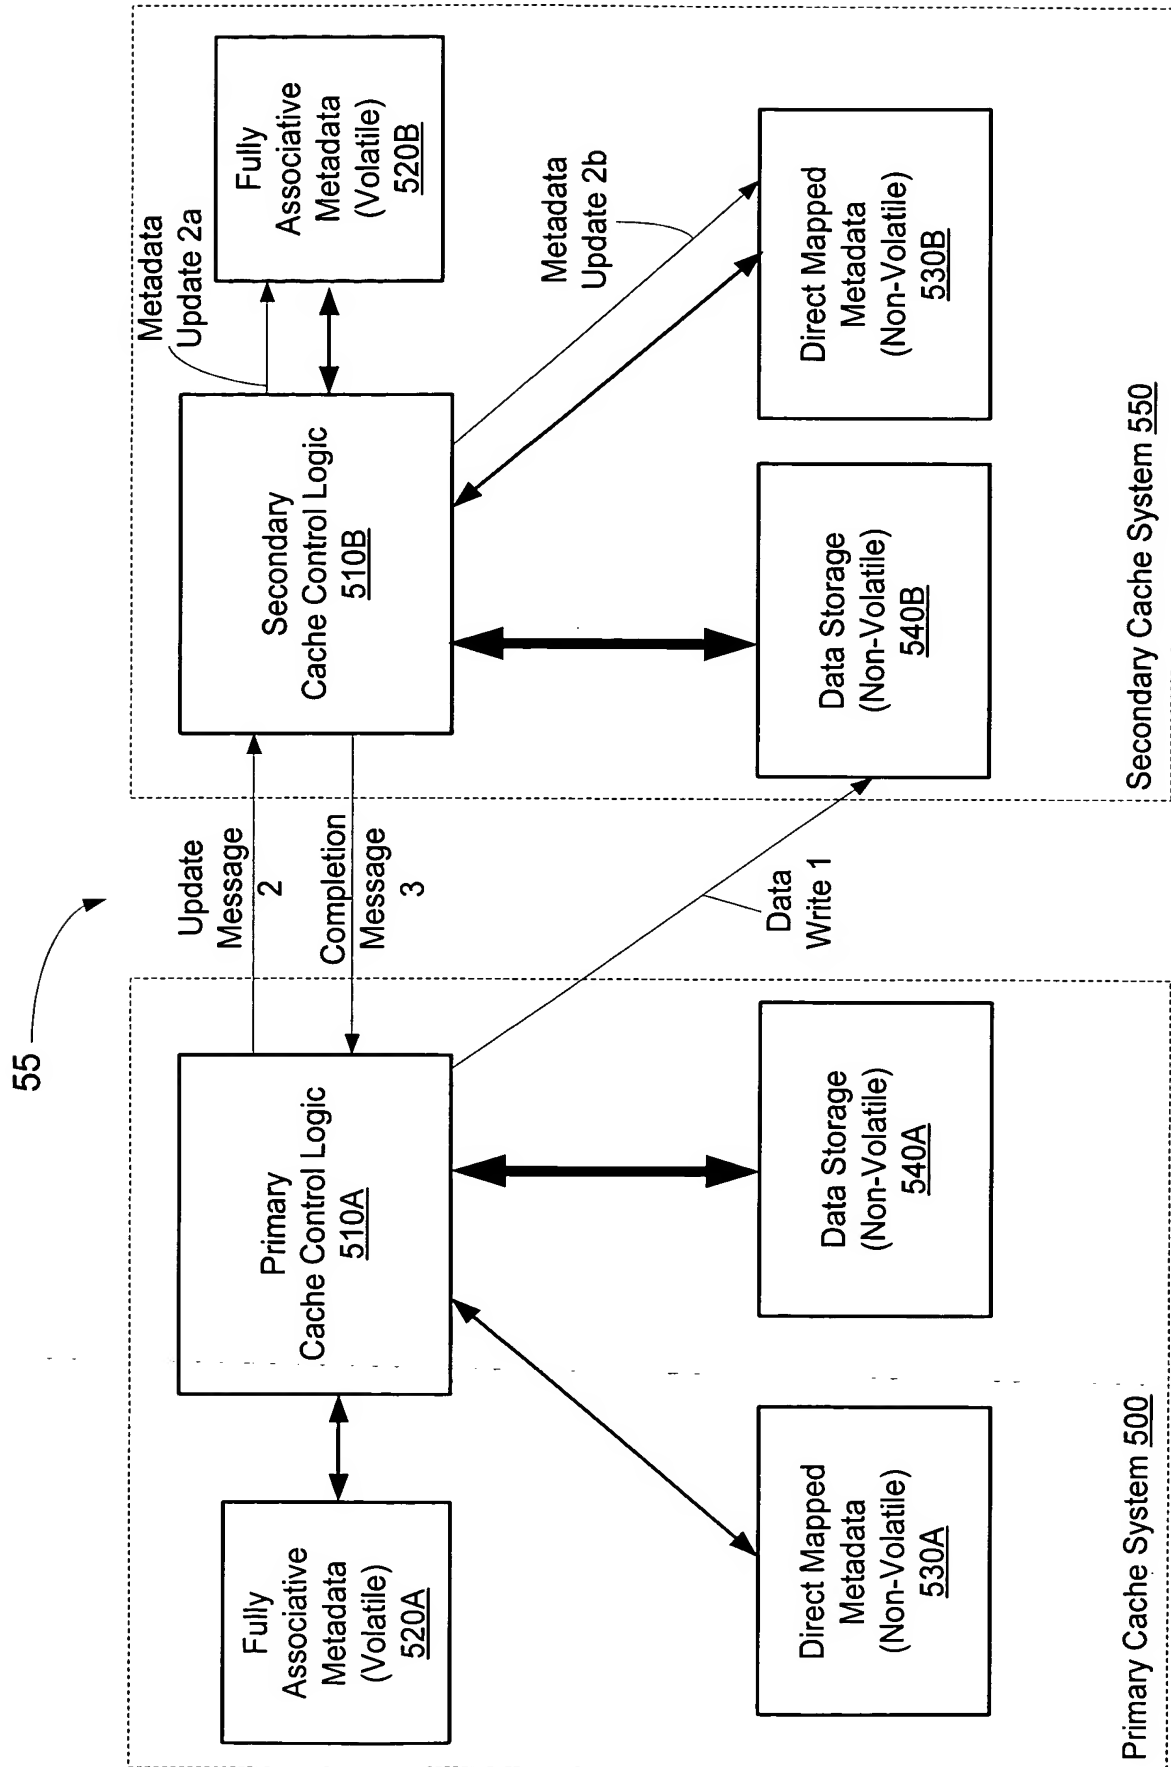 55
Primary Cache System 500
Fully
Associative
Metadata
(Volatile)
520A
Primary
Cache Control Logic
510A
Direct Mapped
Metadata
(Non-Volatile)
530A
Data Storage
(Non-Volatile)
540A
Update
Message
2
Completion
Message
3
Data
Write 1
Secondary Cache System 550
Secondary
Cache Control Logic
510B
Metadata
Update 2a
Fully
Associative
Metadata
(Volatile)
520B
Metadata
Update 2b
Data Storage
(Non-Volatile)
540B
Direct Mapped
Metadata
(Non-Volatile)
530B